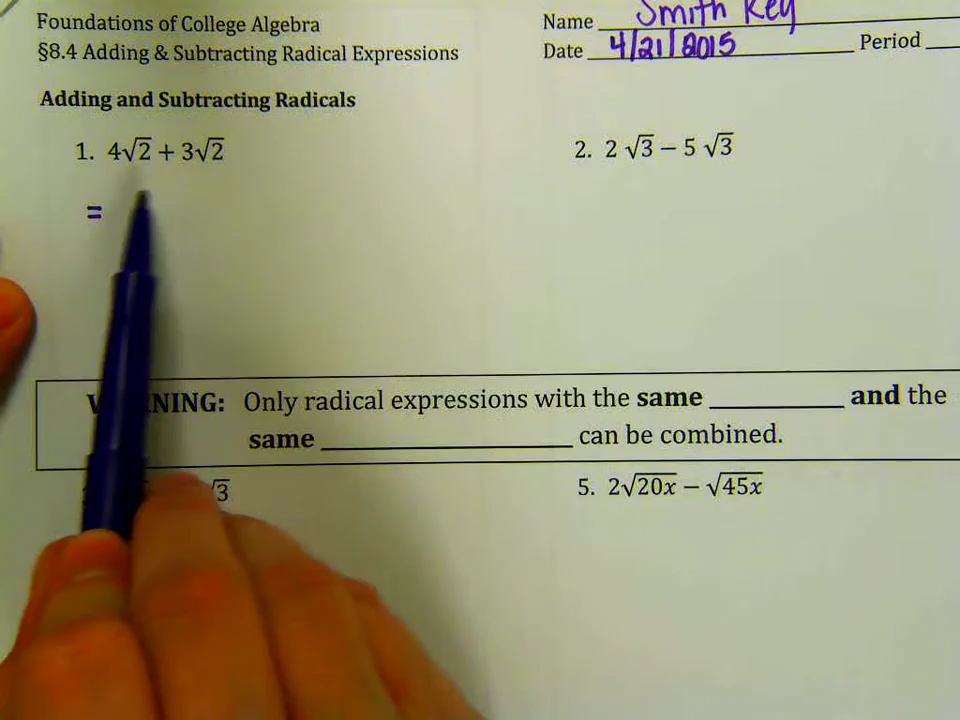 Foundations of College Algebra
§8.4 Adding & Subtracting Radical Expressions
Name Smith Key
Date 4/21/2015 Period
Adding and Subtracting Radicals
1. 4√2 + 3√2
2. 2 √3 − 5 √3
=
NING: Only radical expressions with the same __________ and the
same ___________________ can be combined.
√3
5. 2√20x − √45x